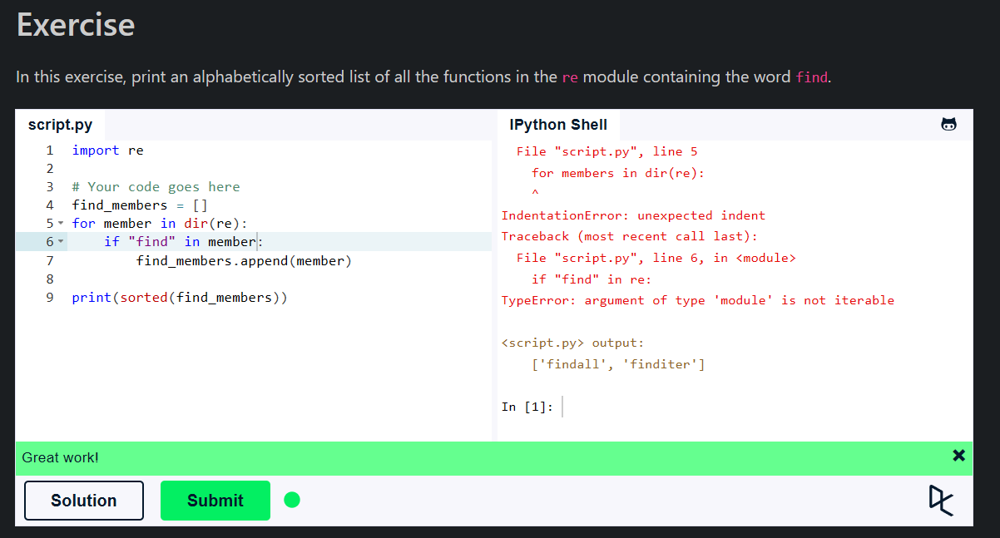 Exercise
In this exercise, print an alphabetically sorted list of all the functions in the re module containing the word find.
script.py
1 import re
2
3 # Your code goes here
4 find_members = []
5 for member in dir(re):
6     if "find" in member:
7         find_members.append(member)
8
9 print(sorted(find_members))
IPython Shell
  File "script.py", line 5
    for members in dir(re):
    ^
IndentationError: unexpected indent
Traceback (most recent call last):
  File "script.py", line 6, in <module>
    if "find" in re:
TypeError: argument of type 'module' is not iterable
<script.py> output:
    ['findall', 'finditer']
In [1]:
Great work!
Solution
Submit